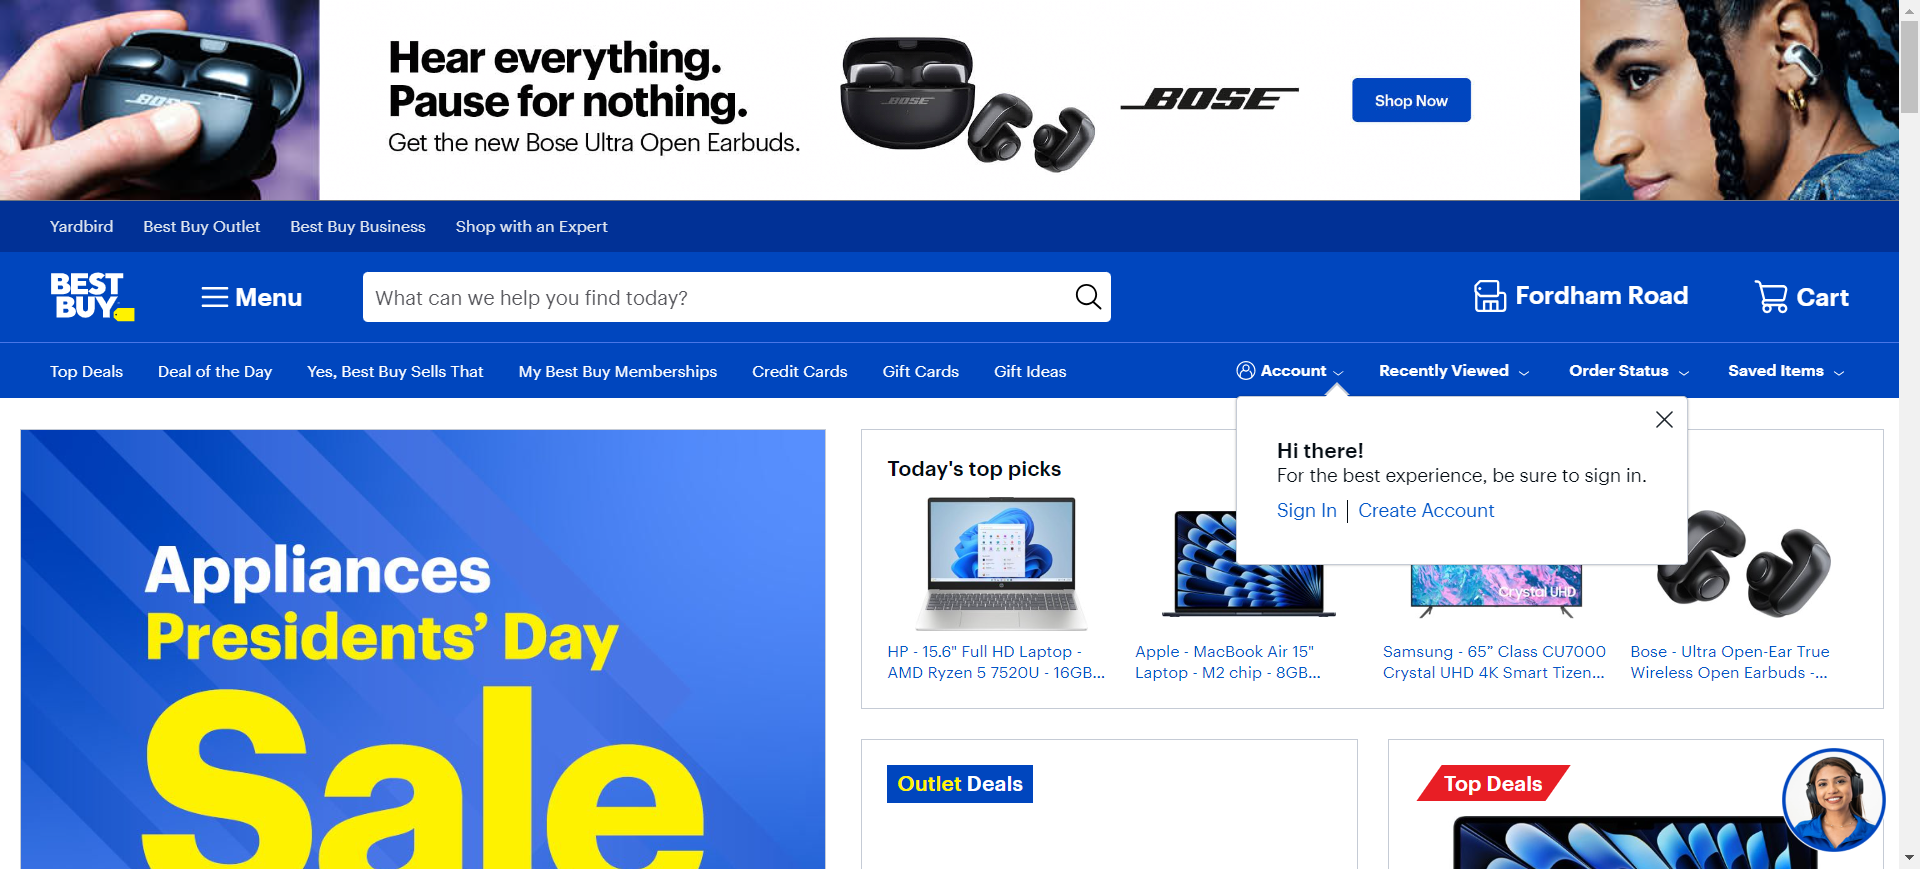 BOSE
Hear everything.
Pause for nothing.
Get the new Bose Ultra Open Earbuds.
BOSE
BOSE
Shop Now
Yardbird
Best Buy Outlet
Best Buy Business
Shop with an Expert
BEST
BUY
Menu
What can we help you find today?
Fordham Road
Cart
Top Deals
Deal of the Day
Yes, Best Buy Sells That
My Best Buy Memberships
Credit Cards
Gift Cards
Gift Ideas
Account
Recently Viewed
Order Status
Saved Items
Hi there!
For the best experience, be sure to sign in.
Sign In
Create Account
Appliances
Presidents’ Day
Sale
Today's top picks
Crystal UHD
HP - 15.6" Full HD Laptop -
AMD Ryzen 5 7520U - 16GB...
Apple - MacBook Air 15"
Laptop - M2 chip - 8GB...
Samsung - 65” Class CU7000
Crystal UHD 4K Smart Tizen...
Bose - Ultra Open-Ear True
Wireless Open Earbuds -...
Outlet Deals
Top Deals